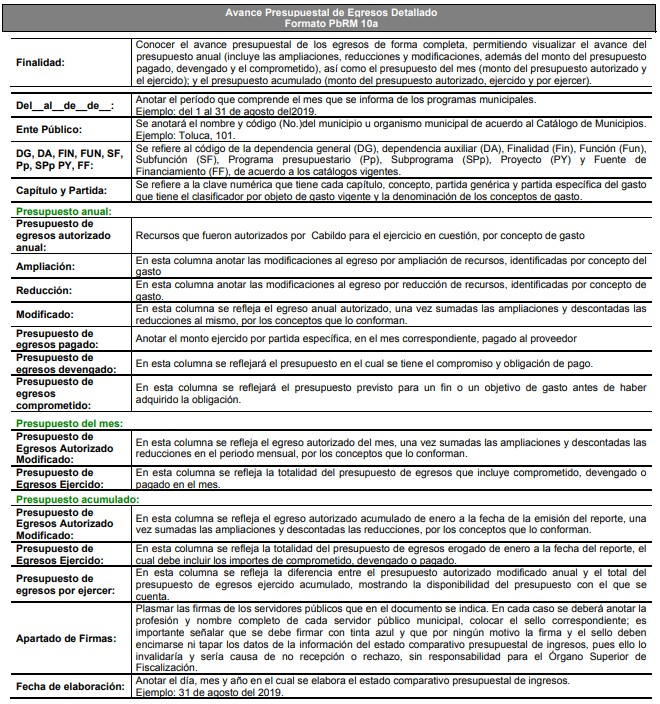 Avance Presupuestal de Egresos Detallado
Formato PbRM 10a
Finalidad:
Conocer el avance presupuestal de los egresos de forma completa, permitiendo visualizar el avance del
presupuesto anual (incluye las ampliaciones, reducciones y modificaciones, además del monto del presupuesto
pagado, devengado y el comprometido), así como el presupuesto del mes (monto del presupuesto autorizado y
el ejercido); y el presupuesto acumulado (monto del presupuesto autorizado, ejercido y por ejercer).
Del__al__de__de__:
Anotar el período que comprende el mes que se informa de los programas municipales.
Ejemplo: del 1 al 31 de agosto del2019.
Ente Público:
Se anotará el nombre y código (No.)del municipio u organismo municipal de acuerdo al Catálogo de Municipios.
Ejemplo: Toluca, 101.
DG, DA, FIN, FUN, SF,
Pp, SPp PY, FF:
Se refiere al código de la dependencia general (DG), dependencia auxiliar (DA), Finalidad (Fin), Función (Fun),
Subfunción (SF), Programa presupuestario (Pp), Subprograma (SPp), Proyecto (PY) y Fuente de
Financiamiento (FF), de acuerdo a los catálogos vigentes.
Capítulo y Partida:
Se refiere a la clave numérica que tiene cada capítulo, concepto, partida genérica y partida específica del gasto
que tiene el clasificador por objeto de gasto vigente y la denominación de los conceptos de gasto.
Presupuesto anual:
Presupuesto de
egresos autorizado
anual:
Recursos que fueron autorizados por Cabildo para el ejercicio en cuestión, por concepto de gasto
Ampliación:
En esta columna anotar las modificaciones al egreso por ampliación de recursos, identificadas por concepto del
gasto
Reducción:
En esta columna anotar las modificaciones al egreso por reducción de recursos, identificadas por concepto de
gasto.
Modificado:
En esta columna se refleja el egreso anual autorizado, una vez sumadas las ampliaciones y descontadas las
reducciones al mismo, por los conceptos que lo conforman.
Presupuesto de
egresos pagado:
Anotar el monto ejercido por partida específica, en el mes correspondiente, pagado al proveedor
Presupuesto de
egresos devengado:
En esta columna se reflejará el presupuesto en el cual se tiene el compromiso y obligación de pago.
Presupuesto de
egresos
comprometido:
En esta columna se reflejará el presupuesto previsto para un fin o un objetivo de gasto antes de haber
adquirido la obligación.
Presupuesto del mes:
Presupuesto de
Egresos Autorizado
Modificado:
En esta columna se refleja el egreso autorizado del mes, una vez sumadas las ampliaciones y descontadas las
reducciones en el periodo mensual, por los conceptos que lo conforman.
Presupuesto de
Egresos Ejercido:
En esta columna se refleja la totalidad del presupuesto de egresos que incluye comprometido, devengado o
pagado en el mes.
Presupuesto acumulado:
Presupuesto de
Egresos Autorizado
Modificado:
En esta columna se refleja el egreso autorizado acumulado de enero a la fecha de la emisión del reporte, una
vez sumadas las ampliaciones y descontadas las reducciones, por los conceptos que lo conforman.
Presupuesto de
Egresos Ejercido:
En esta columna se refleja la totalidad del presupuesto de egresos erogado de enero a la fecha del reporte, el
cual debe incluir los importes de comprometido, devengado o pagado.
Presupuesto de
egresos por ejercer:
En esta columna se refleja la diferencia entre el presupuesto autorizado modificado anual y el total del
presupuesto de egresos ejercido acumulado, mostrando la disponibilidad del presupuesto con el que se
cuenta.
Apartado de Firmas:
Plasmar las firmas de los servidores públicos que en el documento se indica. En cada caso se deberá anotar la
profesión y nombre completo de cada servidor público municipal, colocar el sello correspondiente; es
importante señalar que se debe firmar con tinta azul y que por ningún motivo la firma y el sello deben
encimarse ni tapar los datos de la información del estado comparativo presupuestal de ingresos, pues ello lo
invalidaría y sería causa de no recepción o rechazo, sin responsabilidad para el Órgano Superior de
Fiscalización.
Fecha de elaboración:
Anotar el día, mes y año en el cual se elabora el estado comparativo presupuestal de ingresos.
Ejemplo: 31 de agosto del 2019.